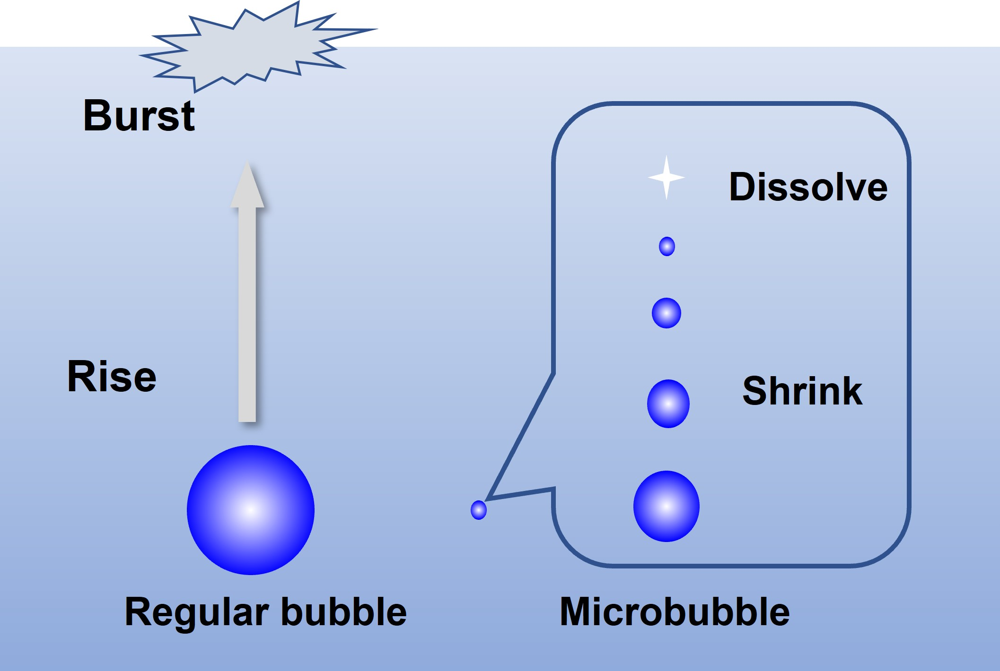 Burst
Dissolve
Rise
Shrink
Regular bubble
Microbubble